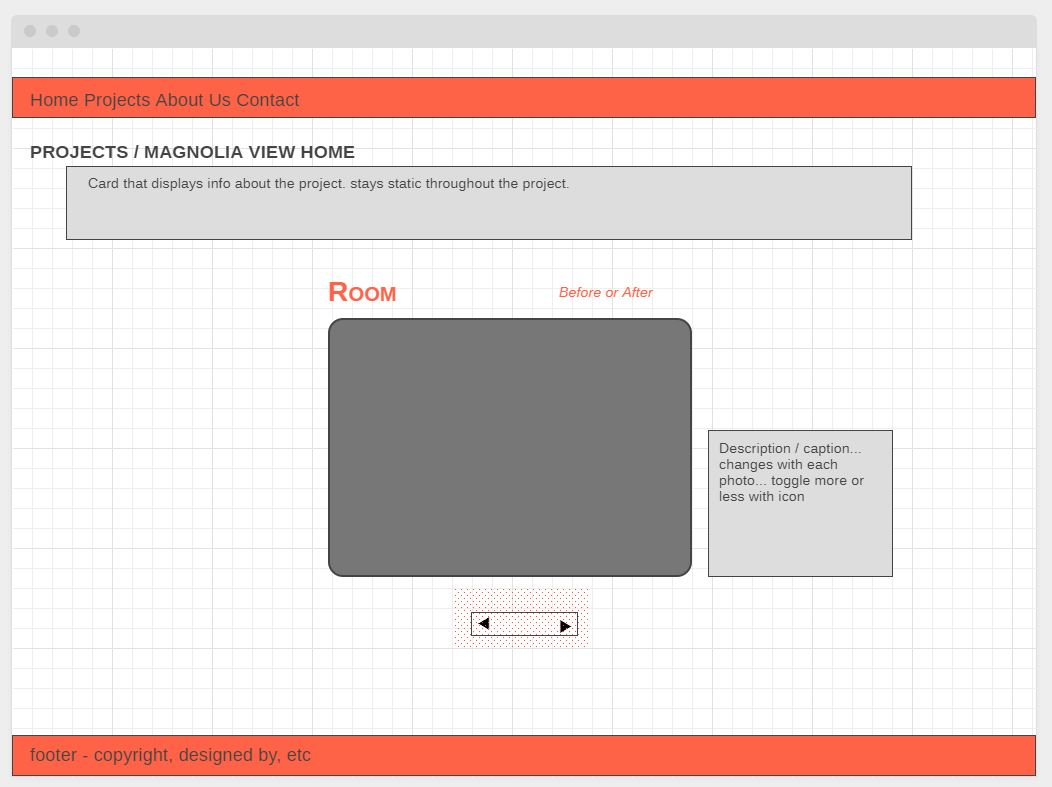 Home Projects About Us Contact
PROJECTS / MAGNOLIA VIEW HOME
Card that displays info about the project. stays static throughout the project.
Room
Before or After
Description / caption...
changes with each
photo... toggle more or
less with icon
footer - copyright, designed by, etc